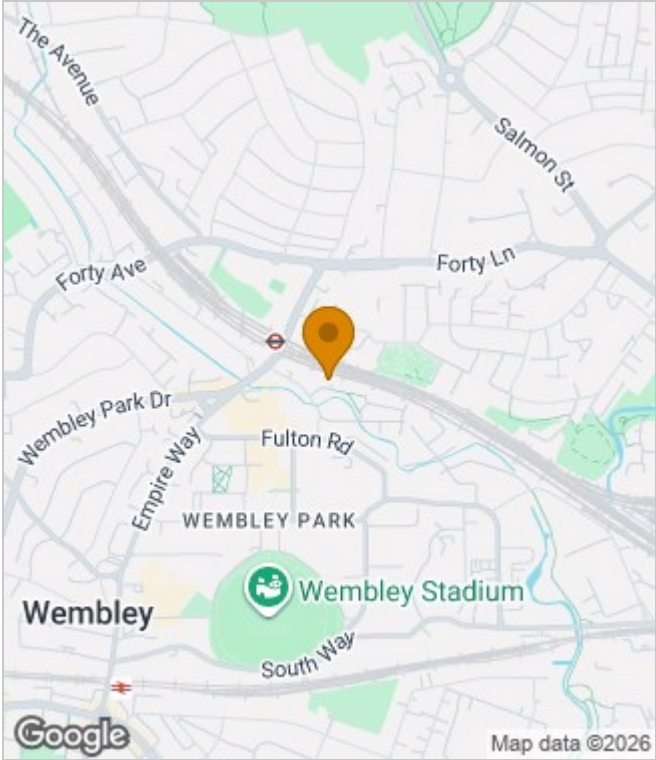 The Avenue
Salmon St
Forty Ave
Forty Ln
Wembley Park Dr
Empire Way
Fulton Rd
WEMBLEY PARK
Wembley Stadium
Wembley
South Way
Google
Map data ©2026